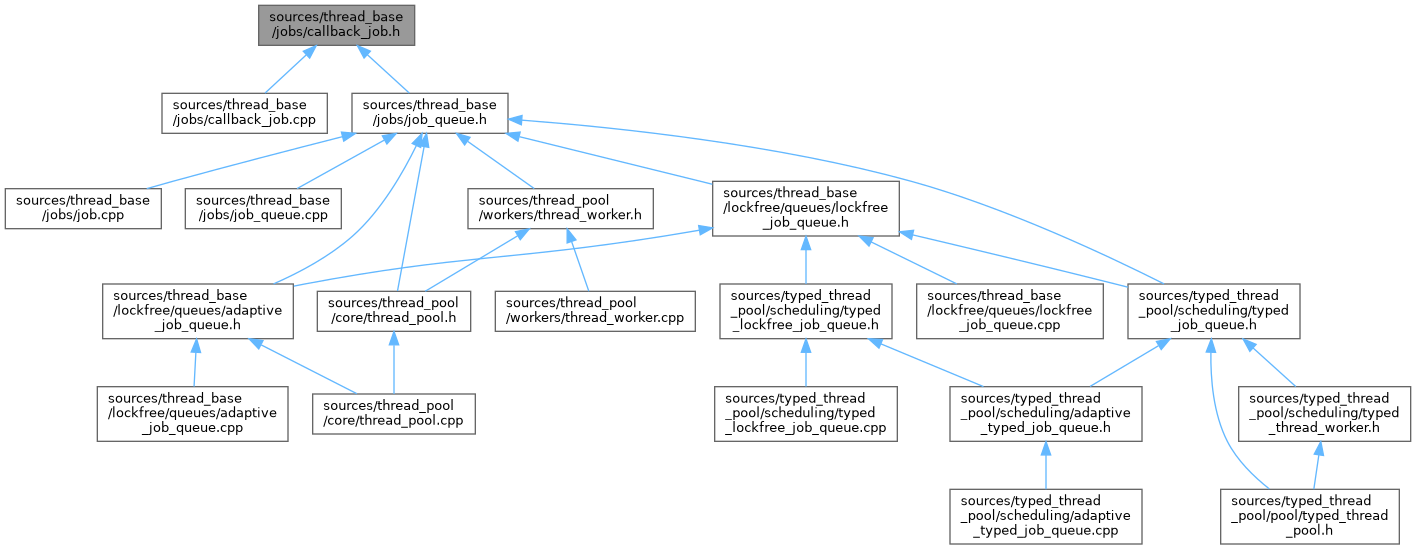 sources/thread_base
/jobs/callback_job.h
sources/thread_base
/jobs/callback_job.cpp
sources/thread_base
/jobs/job_queue.h
sources/thread_base
/jobs/job.cpp
sources/thread_base
/jobs/job_queue.cpp
sources/thread_pool
/workers/thread_worker.h
sources/thread_base
/lockfree/queues/lockfree
_job_queue.h
sources/thread_base
/lockfree/queues/adaptive
_job_queue.h
sources/thread_pool
/core/thread_pool.h
sources/thread_pool
/workers/thread_worker.cpp
sources/typed_thread
_pool/scheduling/typed
_lockfree_job_queue.h
sources/thread_base
/lockfree/queues/lockfree
_job_queue.cpp
sources/typed_thread
_pool/scheduling/typed
_job_queue.h
sources/thread_base
/lockfree/queues/adaptive
_job_queue.cpp
sources/thread_pool
/core/thread_pool.cpp
sources/typed_thread
_pool/scheduling/typed
_lockfree_job_queue.cpp
sources/typed_thread
_pool/scheduling/adaptive
_typed_job_queue.h
sources/typed_thread
_pool/scheduling/typed
_thread_worker.h
sources/typed_thread
_pool/scheduling/adaptive
_typed_job_queue.cpp
sources/typed_thread
_pool/pool/typed_thread
_pool.h